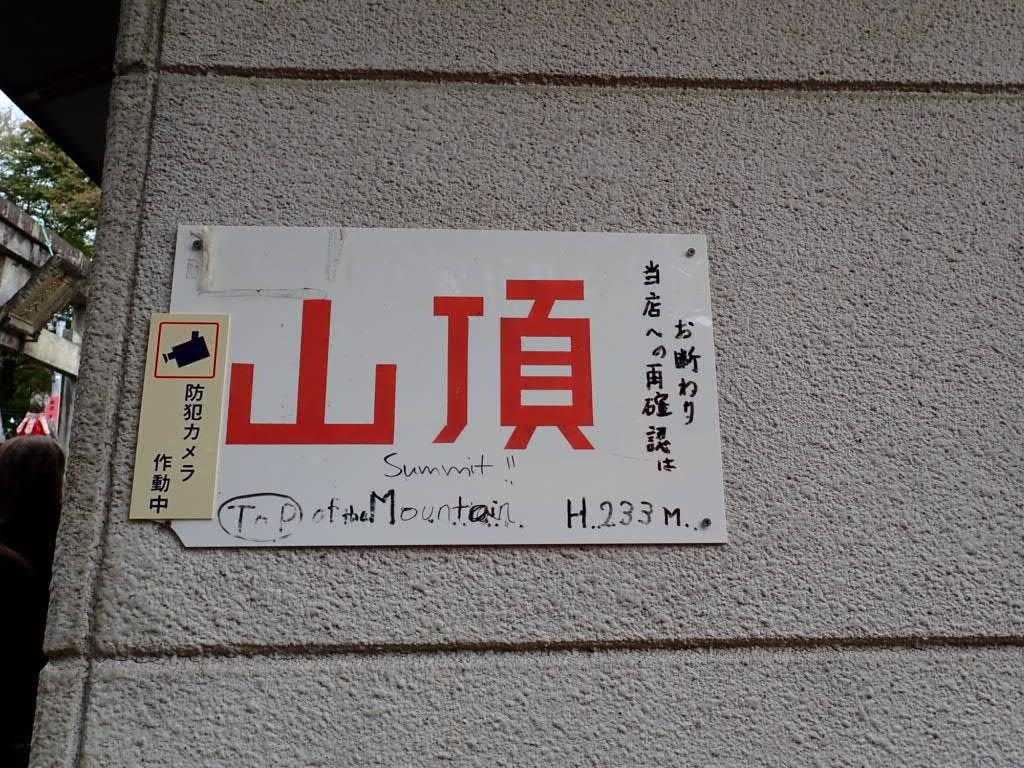 山頂
当店への再確認は
お断わり
Summit!!
ToP of the Mountain
H.233M.
防犯カメラ
作動中